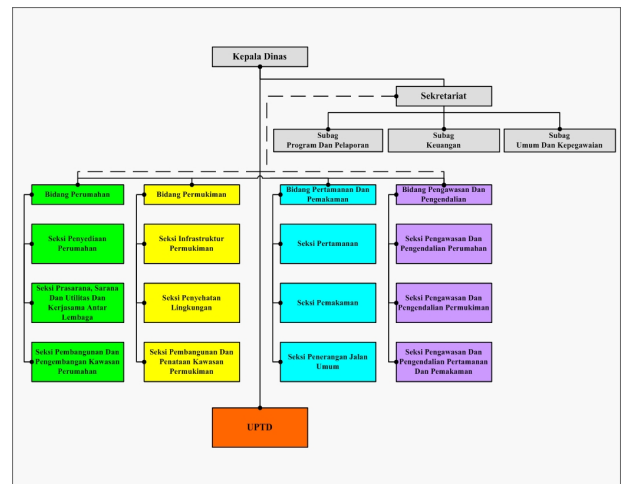 Kepala Dinas
Sekretariat
Subag
Program Dan Pelaporan
Subag
Keuangan
Subag
Umum Dan Kepegawaian
Bidang Perumahan
Bidang Permukiman
Bidang Pertamanan Dan
Pemakaman
Bidang Pengawasan Dan
Pengendalian
Seksi Penyediaan
Perumahan
Seksi Infrastruktur
Permukiman
Seksi Pertamanan
Seksi Pengawasan Dan
Pengendalian Perumahan
Seksi Prasarana, Sarana
Dan Utilitas Dan
Kerjasama Antar
Lembaga
Seksi Penyehatan
Lingkungan
Seksi Pemakaman
Seksi Pengawasan Dan
Pengendalian Permukiman
Seksi Pembangunan Dan
Pengembangan Kawasan
Perumahan
Seksi Pembangunan Dan
Penataan Kawasan
Permukiman
Seksi Penerangan Jalan
Umum
Seksi Pengawasan Dan
Pengendalian Pertamanan
Dan Pemakaman
UPTD